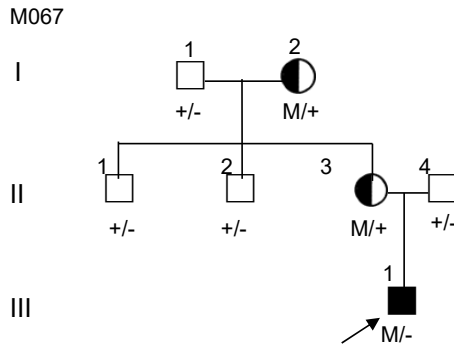 M067
1 2
I
+/- M/+
1 2 3 4
II
+/- +/- M/+ +/-
1
III
M/-